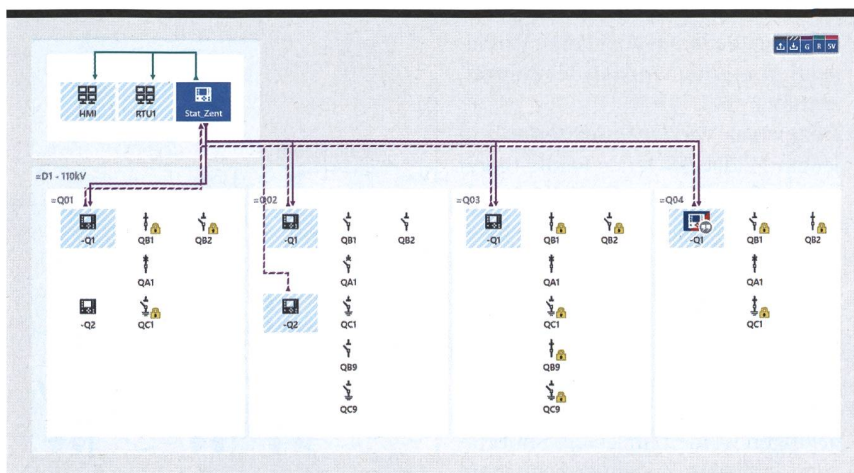 G R SV
HMI RTU1 Stat_Zent
=D1 - 110kV
=Q01 =Q02 =Q03 =Q04
-Q1 QB1 QB2 -Q1 QB1 QB2 -Q1 QB1 QB2 -Q1 QB1 QB2
QA1 QA1 QA1 QA1
-Q2 QC1 -Q2 QC1 QC1 QC1
QB9 QB9
QC9 QC9